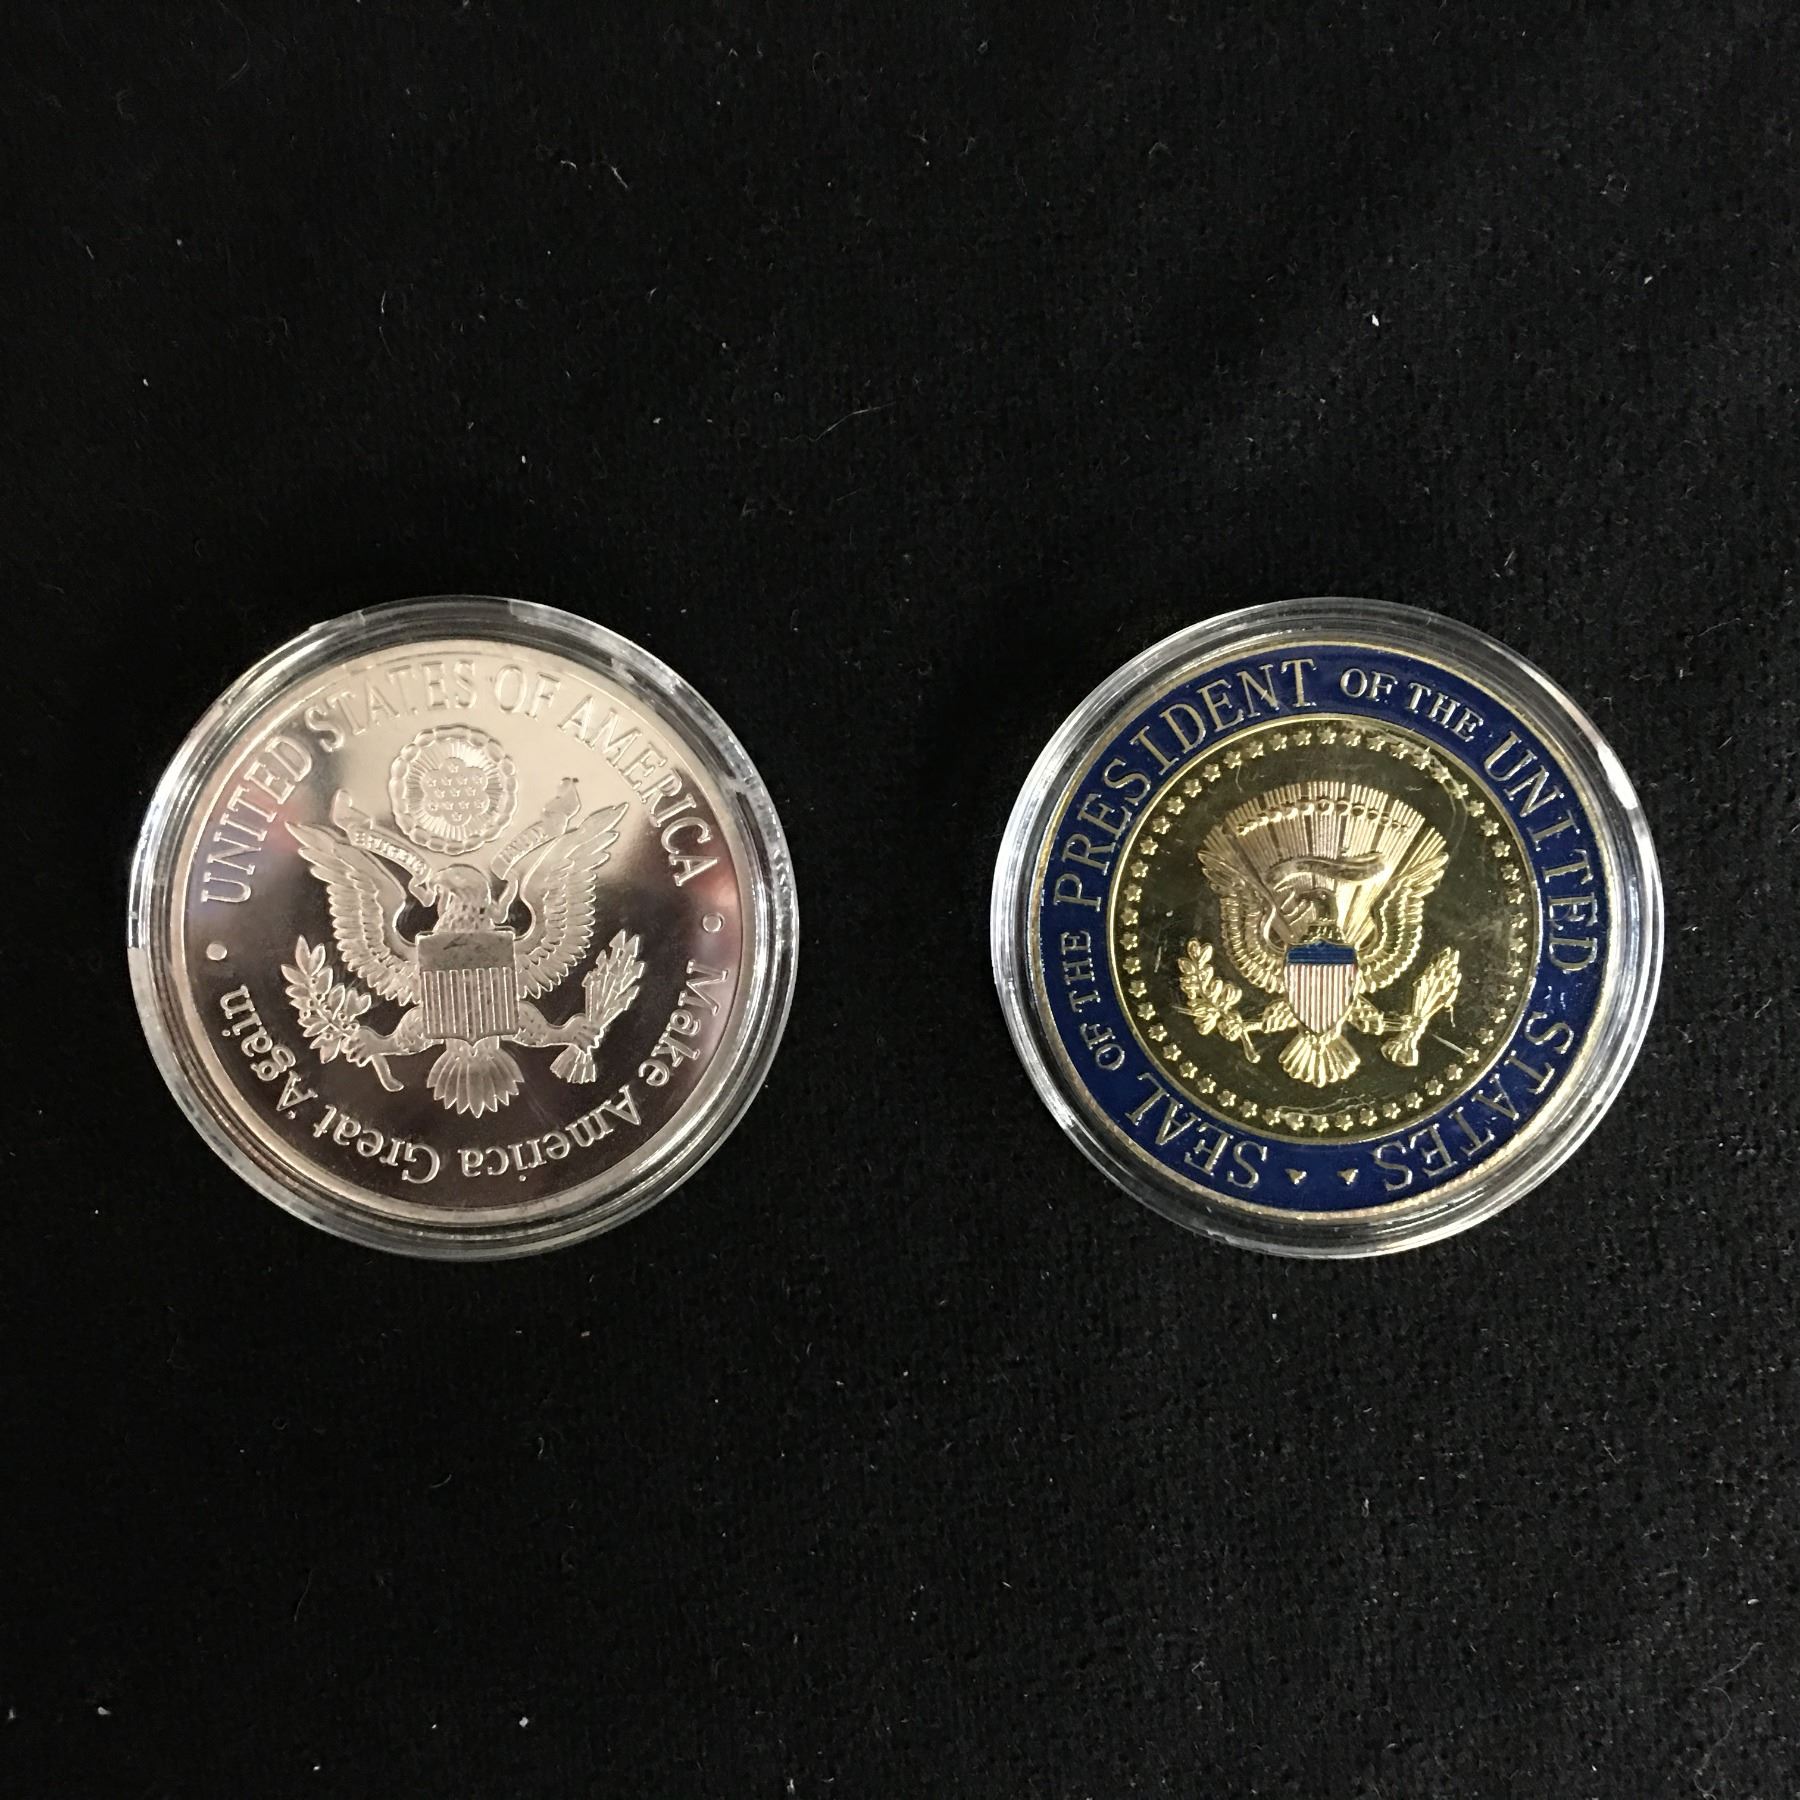 UNITED STATES OF AMERICA
Make America Great Again
SEAL OF THE PRESIDENT OF THE UNITED STATES